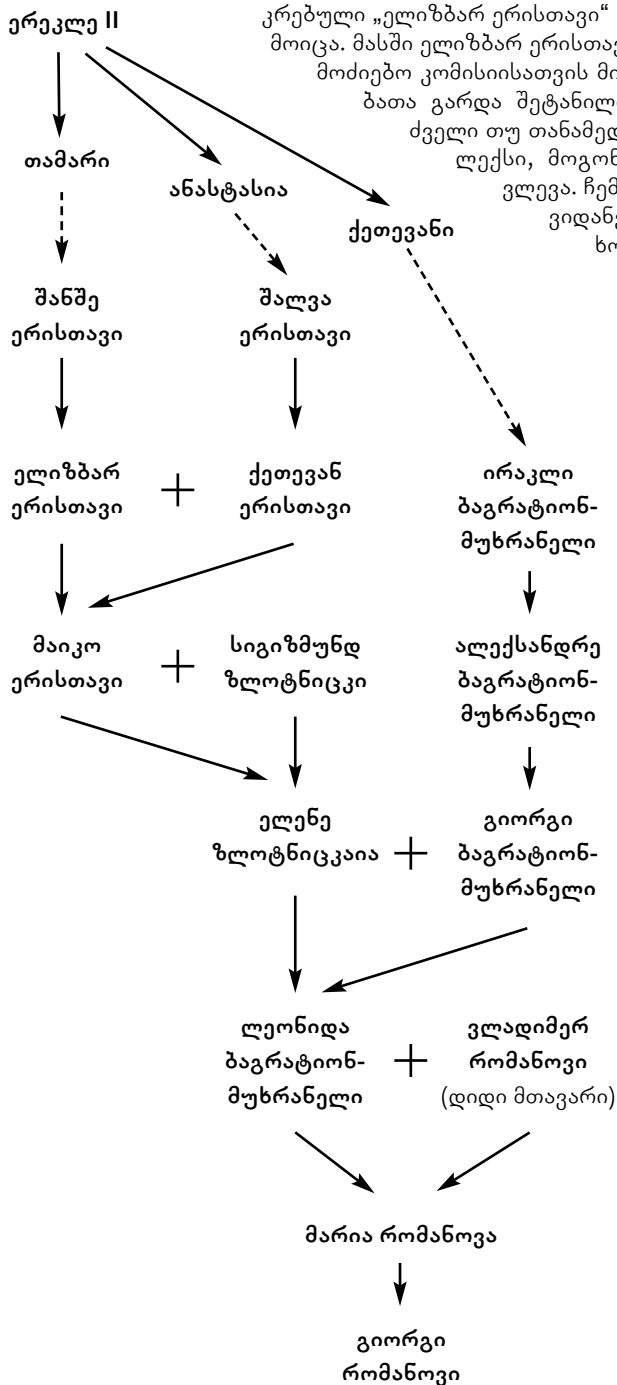 ერეკლე II
კრებული „ელიზბარ ერისთავი“
მოიცა. მასში ელიზბარ ერისთავ
მოძიებო კომისიისათვის მი
ბათა გარდა შეტანილ
ძველი თუ თანამედ
ლექსი, მოგონ
ვლევა. ჩემ
ვიდან
თამარი
ანასტასია
ქეთევანი
შანშე
ერისთავი
შალვა
ერისთავი
ელიზბარ
ერისთავი
+
ქეთევან
ერისთავი
ირაკლი
ბაგრატიონ-
მუხრანელი
მაიკო
ერისთავი
+
სიგიზმუნდ
ზლოტნიცკი
ალექსანდრე
ბაგრატიონ-
მუხრანელი
ელენე
ზლოტნიცკაია
+
გიორგი
ბაგრატიონ-
მუხრანელი
ლეონიდა
ბაგრატიონ-
მუხრანელი
+
ვლადიმერ
რომანოვი
(დიდი მთავარი)
მარია რომანოვა
გიორგი
რომანოვი